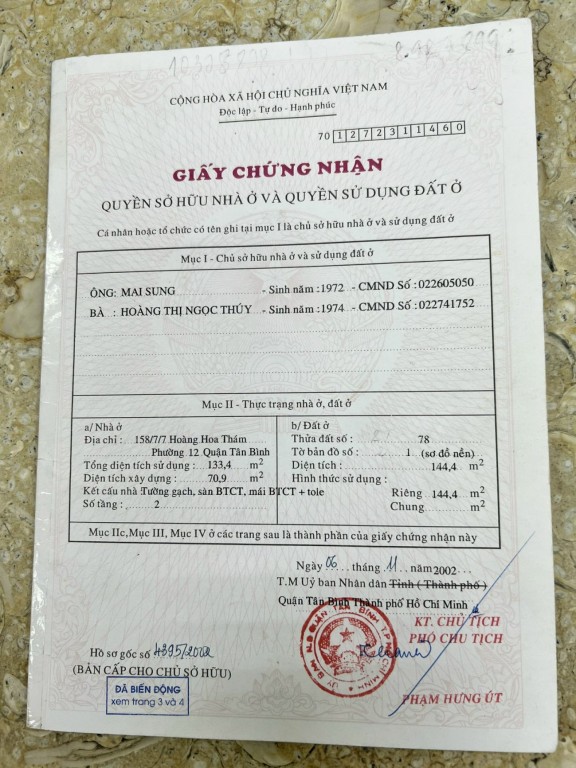 CỘNG HÒA XÃ HỘI CHỦ NGHĨA VIỆT NAM
Độc lập - Tự do - Hạnh phúc
70 1272311460
GIẤY CHỨNG NHẬN
QUYỀN SỞ HỮU NHÀ Ở VÀ QUYỀN SỬ DỤNG ĐẤT Ở
Cá nhân hoặc tổ chức có tên ghi tại mục I là chủ sở hữu nhà ở và sử dụng đất ở
Mục I - Chủ sở hữu nhà ở và sử dụng đất ở
ÔNG: MAI SUNG - Sinh năm : 1972 - CMND Số : 022605050
BÀ : HOÀNG THỊ NGỌC THÚY - Sinh năm : 1974 - CMND Số : 022741752
Mục II - Thực trạng nhà ở, đất ở
a/ Nhà ở
Địa chỉ : 158/7/7 Hoàng Hoa Thám
Phường 12 Quận Tân Bình
Tổng diện tích sử dụng : 133,4 m2
Diện tích xây dựng : 70,9 m2
Kết cấu nhà Tường gạch, sàn BTCT, mái BTCT + tole
Số tầng : 2
b/ Đất ở
Thửa đất số : 78
Tờ bản đồ số : 1 (sơ đồ nền)
Diện tích : 144,4 m2
Hình thức sử dụng :
Riêng 144,4 m2
Chung m2
Mục IIc, Mục III, Mục IV ở các trang sau là thành phần của giấy chứng nhận này
Ngày 06 tháng 11 năm 2002
T.M Uỷ ban Nhân dân Tỉnh ( Thành phố )
Quận Tân Bình Thành phố Hồ Chí Minh
KT. CHỦ TỊCH
PHÓ CHỦ TỊCH
PHẠM HƯNG ÚT
Hồ sơ gốc số 4395/2002
(BẢN CẤP CHO CHỦ SỞ HỮU)
ĐÃ BIẾN ĐỘNG
xem trang 3 và 4